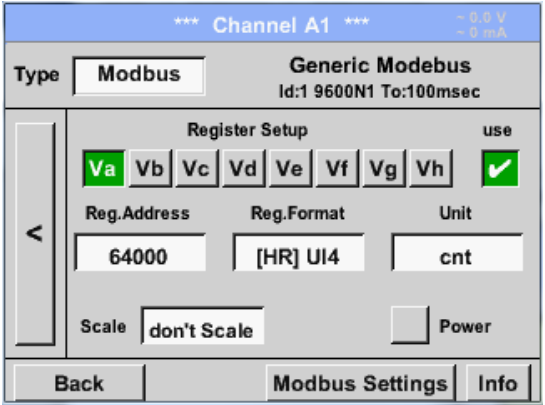 *** Channel A1 ***
~ 0.0 V
~ 0 mA
Type Modbus Generic Modebus
Id:1 9600N1 To:100msec
Register Setup use
Va Vb Vc Vd Ve Vf Vg Vh ✔
< Reg.Address Reg.Format Unit
64000 [HR] UI4 cnt
Scale don't Scale Power
Back Modbus Settings Info